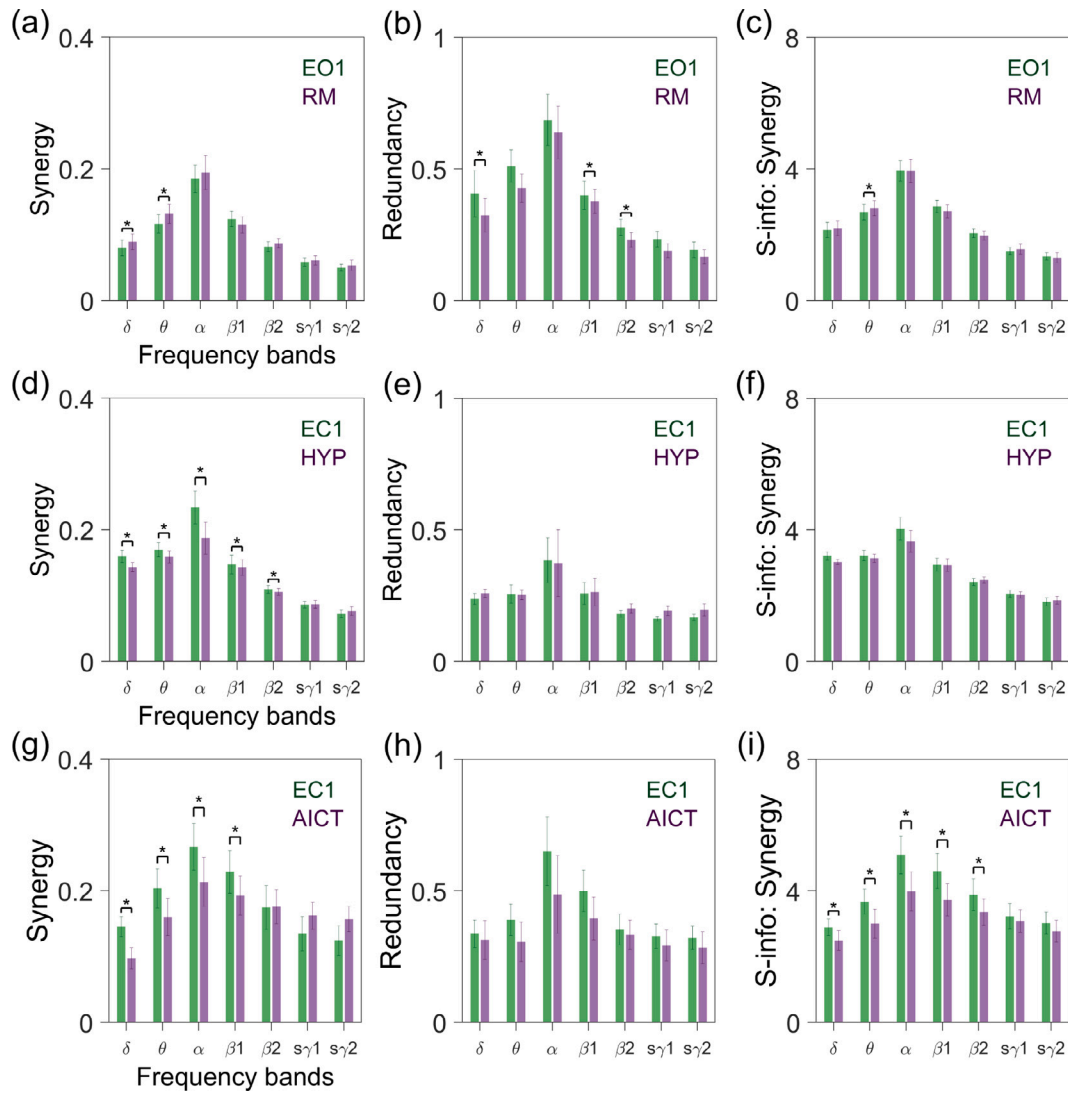 (a)
0.4
0.2
0
Synergy
EO1
RM
δ θ α β1 β2 sγ1 sγ2
Frequency bands
(b)
1
0.5
0
Redundancy
EO1
RM
* * *
δ θ α β1 β2 sγ1 sγ2
(c)
8
4
0
S-info: Synergy
EO1
RM
*
δ θ α β1 β2 sγ1 sγ2
(d)
0.4
0.2
0
Synergy
EC1
HYP
* * * * *
δ θ α β1 β2 sγ1 sγ2
Frequency bands
(e)
1
0.5
0
Redundancy
EC1
HYP
δ θ α β1 β2 sγ1 sγ2
(f)
8
4
0
S-info: Synergy
EC1
HYP
δ θ α β1 β2 sγ1 sγ2
(g)
0.4
0.2
0
Synergy
EC1
AICT
* * * *
δ θ α β1 β2 sγ1 sγ2
Frequency bands
(h)
1
0.5
0
Redundancy
EC1
AICT
δ θ α β1 β2 sγ1 sγ2
(i)
8
4
0
S-info: Synergy
EC1
AICT
* * * * *
δ θ α β1 β2 sγ1 sγ2